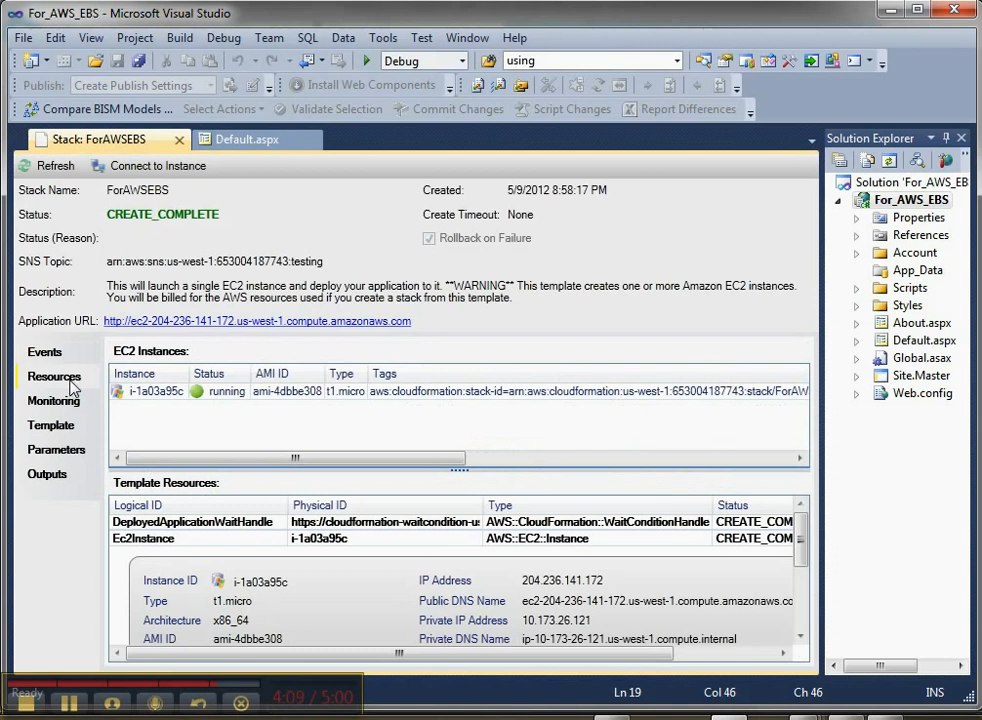 For_AWS_EBS - Microsoft Visual Studio
File Edit View Project Build Debug Team SQL Data Tools Test Window Help
Debug using
Publish: Create Publish Settings Install Web Components
Compare BISM Models ... Select Actions Validate Selection Commit Changes Script Changes Report Differences
Stack: ForAWSEBS Default.aspx
Refresh Connect to Instance
Stack Name: ForAWSEBS Created: 5/9/2012 8:58:17 PM
Status: CREATE_COMPLETE Create Timeout: None
Status (Reason): Rollback on Failure
SNS Topic: arn:aws:sns:us-west-1:653004187743:testing
Description: This will launch a single EC2 instance and deploy your application to it. **WARNING** This template creates one or more Amazon EC2 instances.
You will be billed for the AWS resources used if you create a stack from this template.
Application URL: http://ec2-204-236-141-172.us-west-1.compute.amazonaws.com
Events
Resources
Monitoring
Template
Parameters
Outputs
EC2 Instances:
Instance Status AMI ID Type Tags
i-1a03a95c running ami-4dbbe308 t1.micro aws:cloudformation:stack-id=arn:aws:cloudformation:us-west-1:653004187743:stack/ForAW
Template Resources:
Logical ID Physical ID Type Status
DeployedApplicationWaitHandle https://cloudformation-waitcondition-us AWS::CloudFormation::WaitConditionHandle CREATE_COM
Ec2Instance i-1a03a95c AWS::EC2::Instance CREATE_COM
Instance ID i-1a03a95c IP Address 204.236.141.172
Type t1.micro Public DNS Name ec2-204-236-141-172.us-west-1.compute.amazonaws.co
Architecture x86_64 Private IP Address 10.173.26.121
AMI ID ami-4dbbe308 Private DNS Name ip-10-173-26-121.us-west-1.compute.internal
Solution Explorer
Solution 'For_AWS_EB
For_AWS_EBS
Properties
References
Account
App_Data
Scripts
Styles
About.aspx
Default.aspx
Global.asax
Site.Master
Web.config
Ready Ln 19 Col 46 Ch 46 INS
4:09 / 5:00